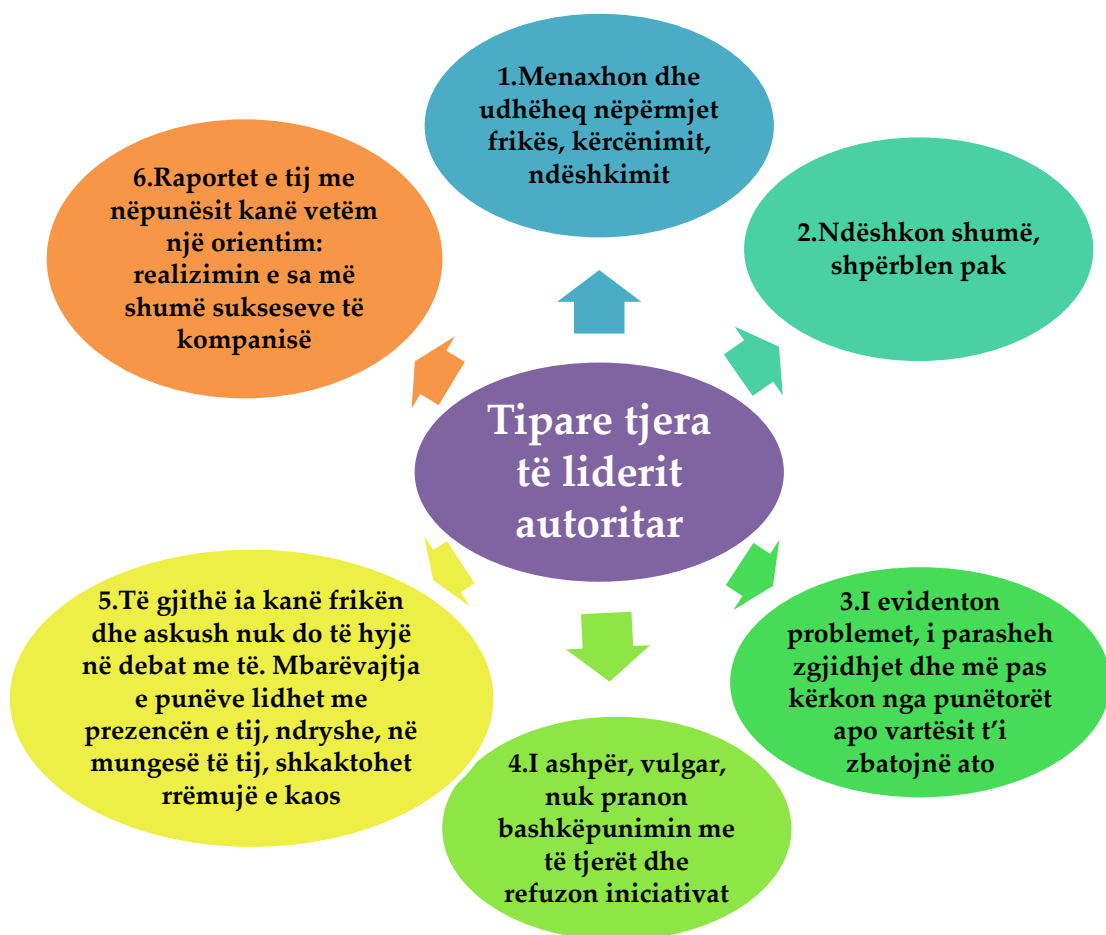 Tipare tjera
të liderit
autoritar
1.Menaxhon dhe
udhëheq nëpërmjet
frikës, kërcënimit,
ndëshkimit
2.Ndëshkon shumë,
shpërblen pak
3.I evidenton
problemet, i parasheh
zgjidhjet dhe më pas
kërkon nga punëtorët
apo vartësit t’i
zbatojnë ato
4.I ashpër, vulgar,
nuk pranon
bashkëpunimin me
të tjerët dhe
refuzon iniciativat
5.Të gjithë ia kanë frikën
dhe askush nuk do të hyjë
në debat me të. Mbarëvajtja
e punëve lidhet me
prezencën e tij, ndryshe, në
mungesë të tij, shkaktohet
rrëmujë e kaos
6.Raportet e tij me
nëpunësit kanë vetëm
një orientim:
realizimin e sa më
shumë sukseseve të
kompanisë